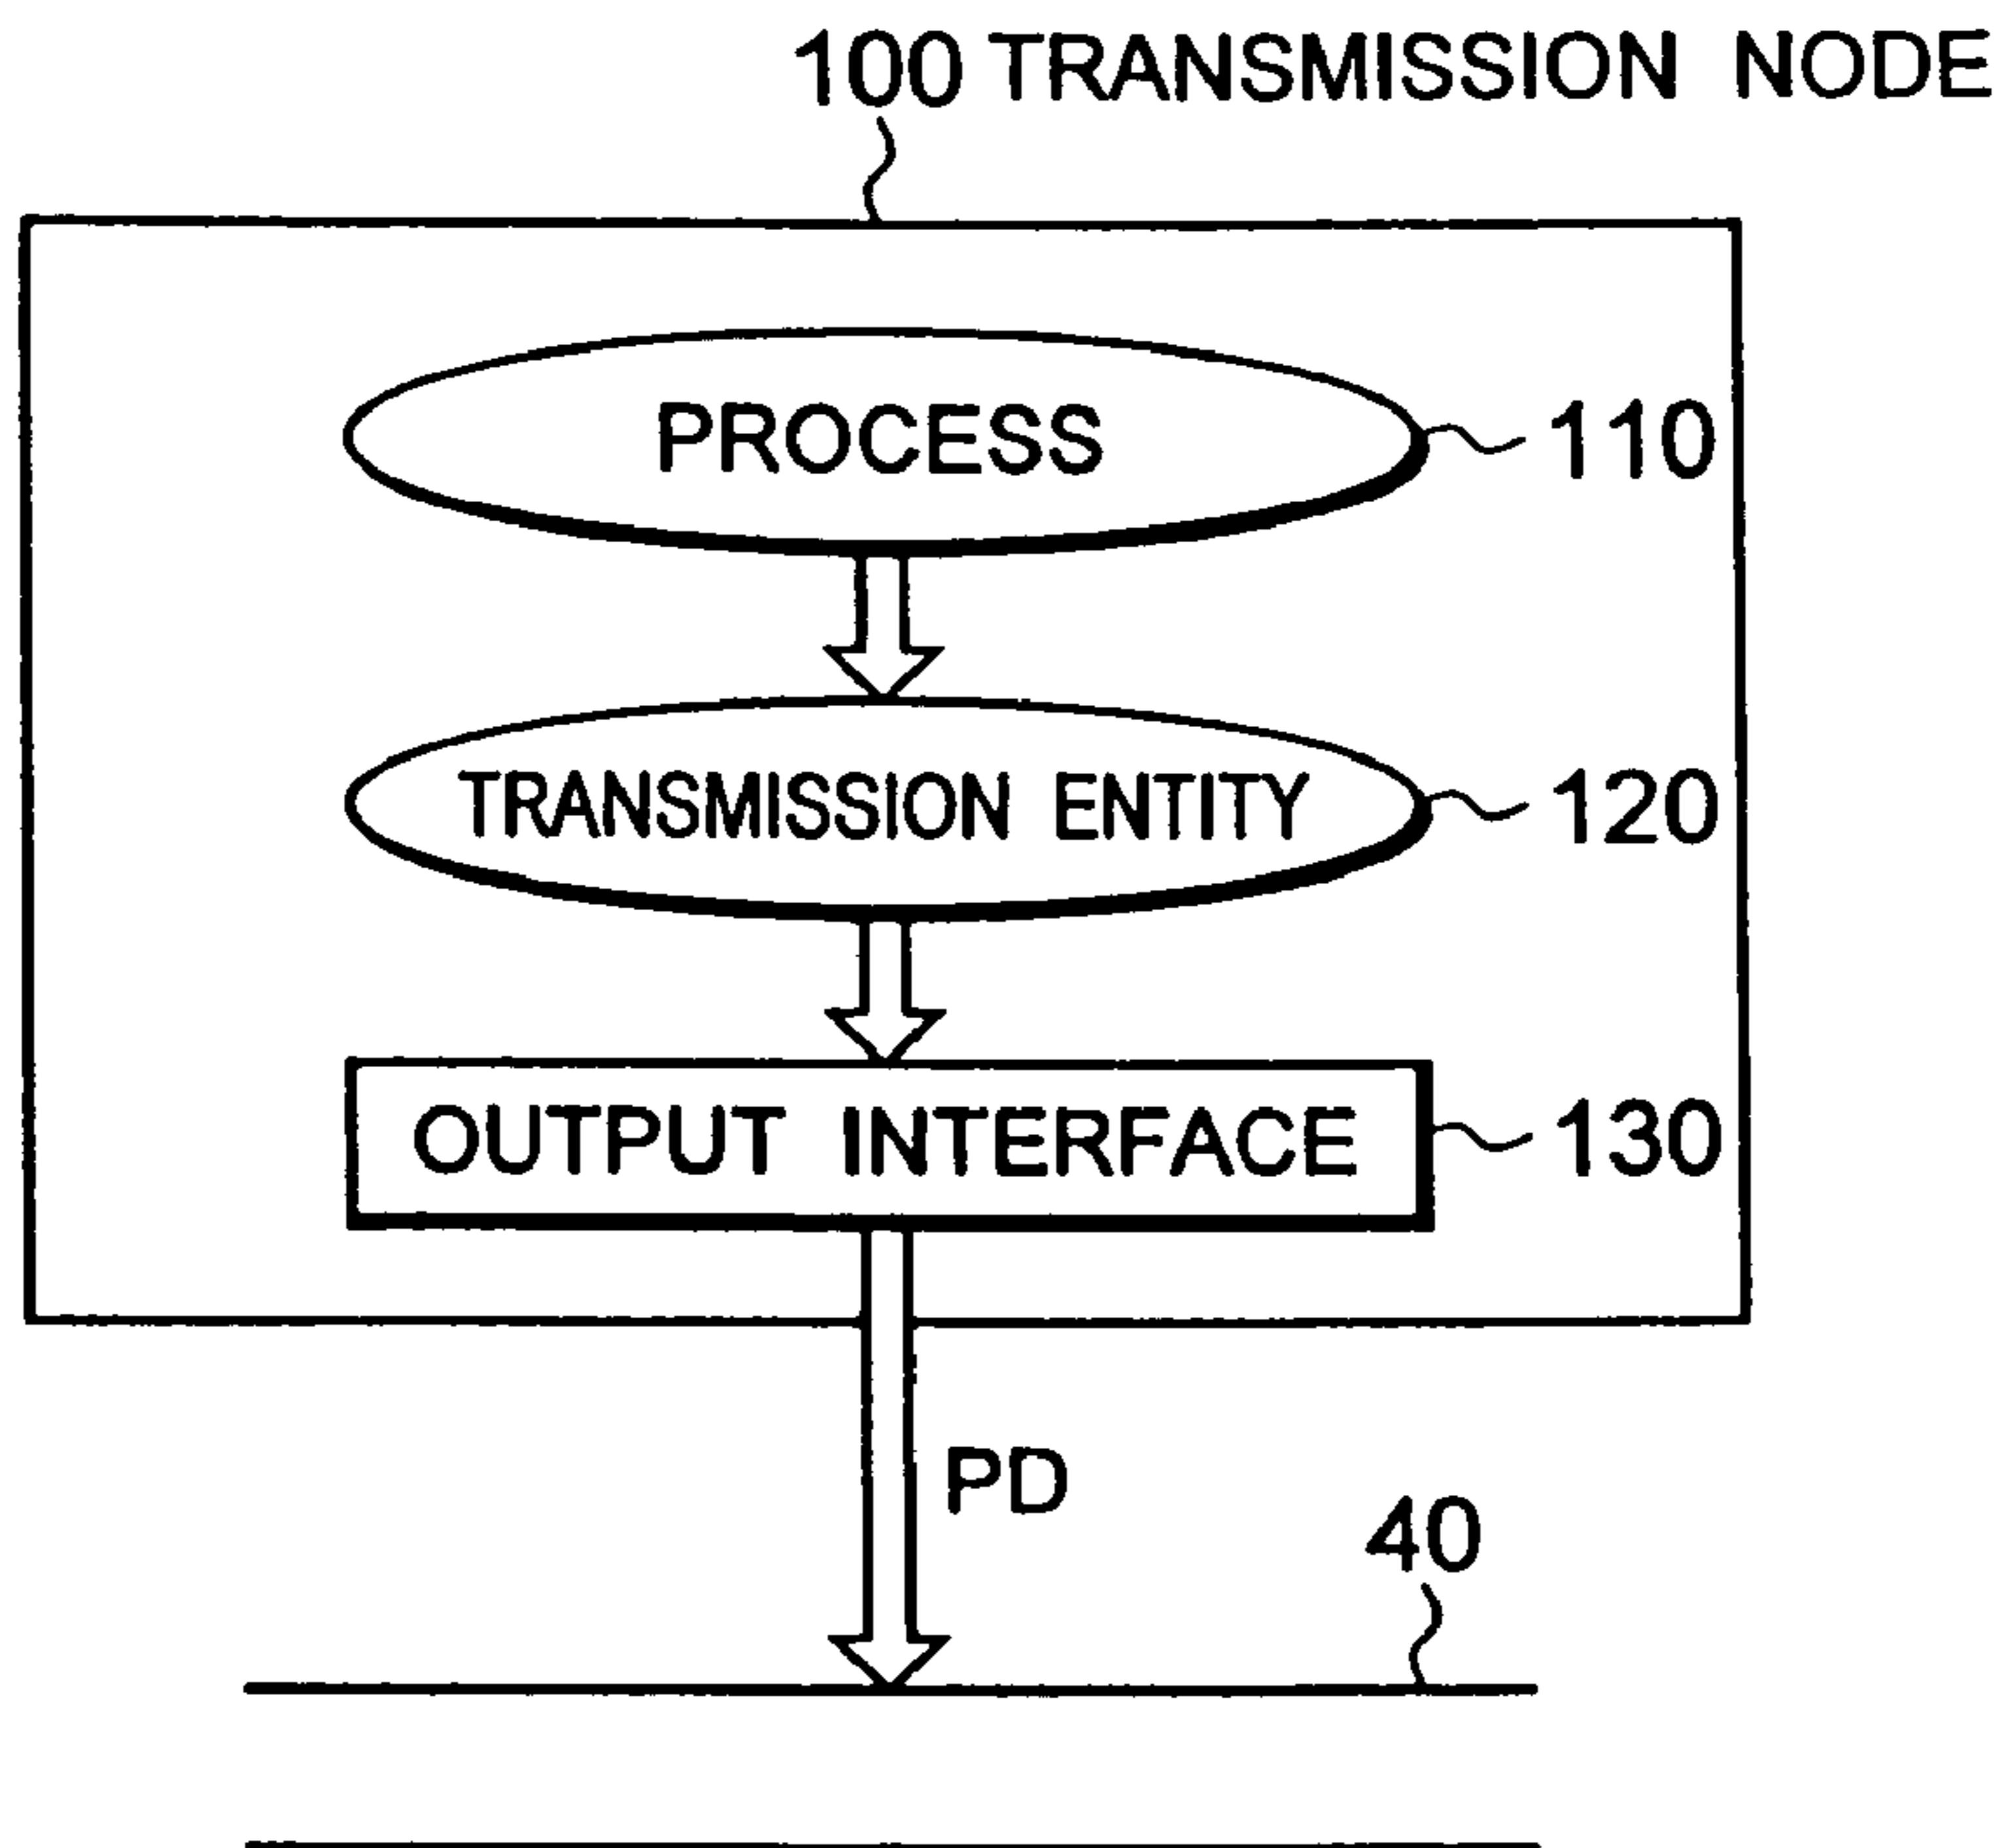 100 TRANSMISSION NODE
PROCESS
110
TRANSMISSION ENTITY
120
OUTPUT INTERFACE
130
PD
40